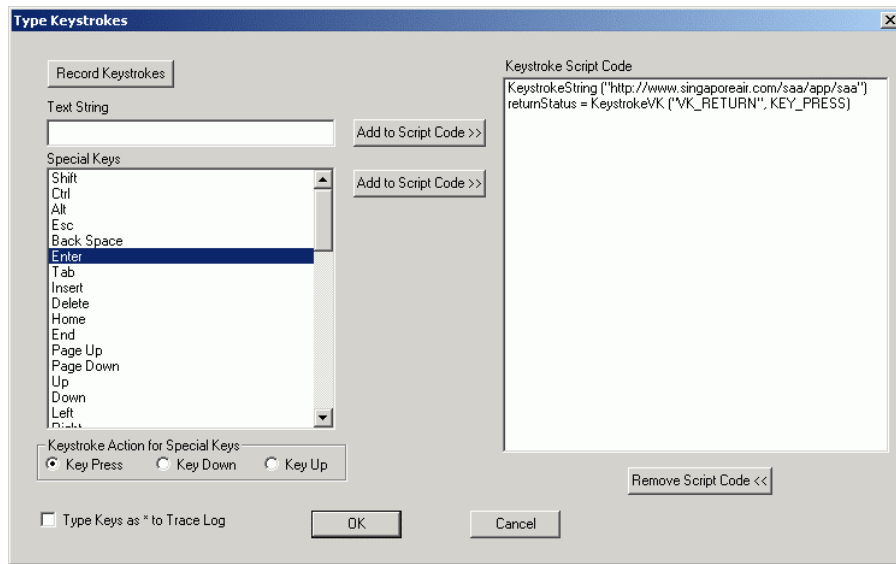 Type Keystrokes
Record Keystrokes
Text String
Add to Script Code >>
Special Keys
Shift
Ctrl
Alt
Esc
Back Space
Enter
Tab
Insert
Delete
Home
End
Page Up
Page Down
Up
Down
Left
Right
Add to Script Code >>
Keystroke Action for Special Keys
Key Press Key Down Key Up
Type Keys as * to Trace Log
OK
Cancel
Keystroke Script Code
KeystrokeString ("http://www.singaporeair.com/saa/app/saa")
returnStatus = KeystrokeVK ("VK_RETURN", KEY_PRESS)
Remove Script Code <<